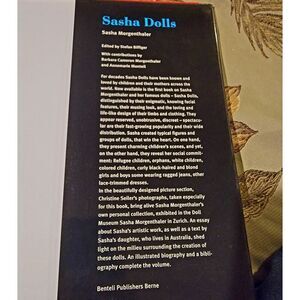 Sasha Dolls
Sasha Morgenthaler
Edited by Stefan Biffiger
With contributions by
Barbara Cameron Morgenthaler
and Annemarie Monteil
For decades Sasha Dolls have been known and
loved by children and their mothers across the
world. Now available is the first book on Sasha
Morgenthaler and her famous dolls – Sasha Dolls,
distinguished by their enigmatic, knowing facial
features, their musing look, and the loving and
life-like design of their limbs and clothing. They
appear reserved, unobtrusive, discreet – spectacu-
lar are their fast-growing popularity and their wide
distribution. Sasha created typical figures and
groups of dolls, that win the heart. On one hand,
they present charming children's scenes, and yet,
on the other hand, they reveal her social commit-
ment: Refugee children, orphans, white children,
colored children, curly black-haired and blond
girls and boys some wearing ragged jeans, other
lace-trimmed dresses.
In the beautifully designed picture section,
Christine Seiler's photographs, taken especially
for this book, bring alive Sasha Morgenthaler's
own personal collection, exhibited in the Doll
Museum Sasha Morgenthaler in Zurich. An essay
about Sasha's artistic work, as well as a text by
Sasha's daughter, who lives in Australia, shed
light on the milieu surrounding the creation of
these dolls. An illustrated biography and a bibli-
ography complete the volume.
Benteli Publishers Berne